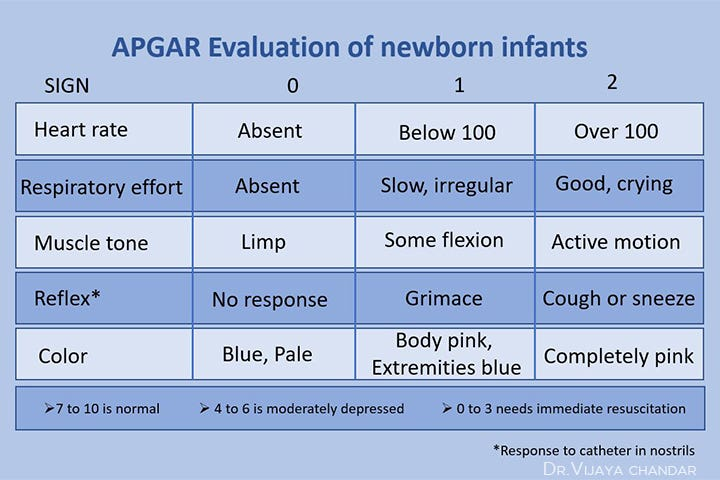 APGAR Evaluation of newborn infants
SIGN 0 1 2
Heart rate Absent Below 100 Over 100
Respiratory effort Absent Slow, irregular Good, crying
Muscle tone Limp Some flexion Active motion
Reflex* No response Grimace Cough or sneeze
Color Blue, Pale Body pink, Extremities blue Completely pink
➢7 to 10 is normal ➢ 4 to 6 is moderately depressed ➢ 0 to 3 needs immediate resuscitation
*Response to catheter in nostrils
Dr.Vijaya chandar